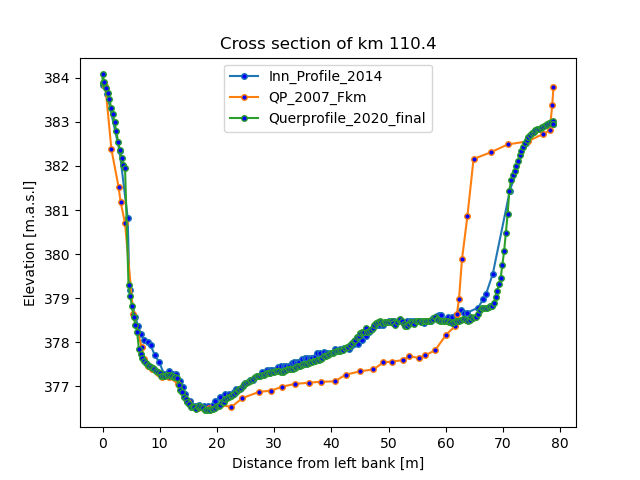 Cross section of km 110.4
Inn_Profile_2014
QP_2007_Fkm
Querprofile_2020_final
Elevation [m.a.s.l]
384
383
382
381
380
379
378
377
0 10 20 30 40 50 60 70 80
Distance from left bank [m]